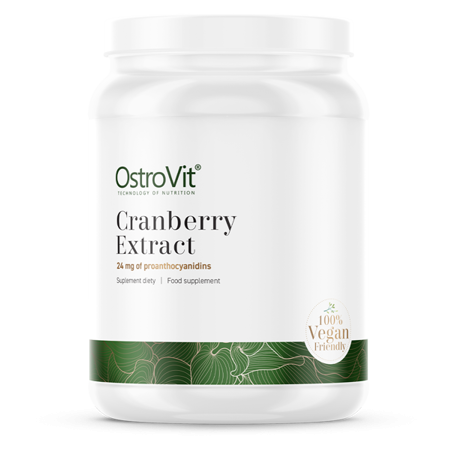 OstroVit®
TECHNOLOGY OF NUTRITION
Cranberry
Extract
24 mg of proanthocyanidins
Suplement diety | Food supplement
100%
Vegan
Friendly